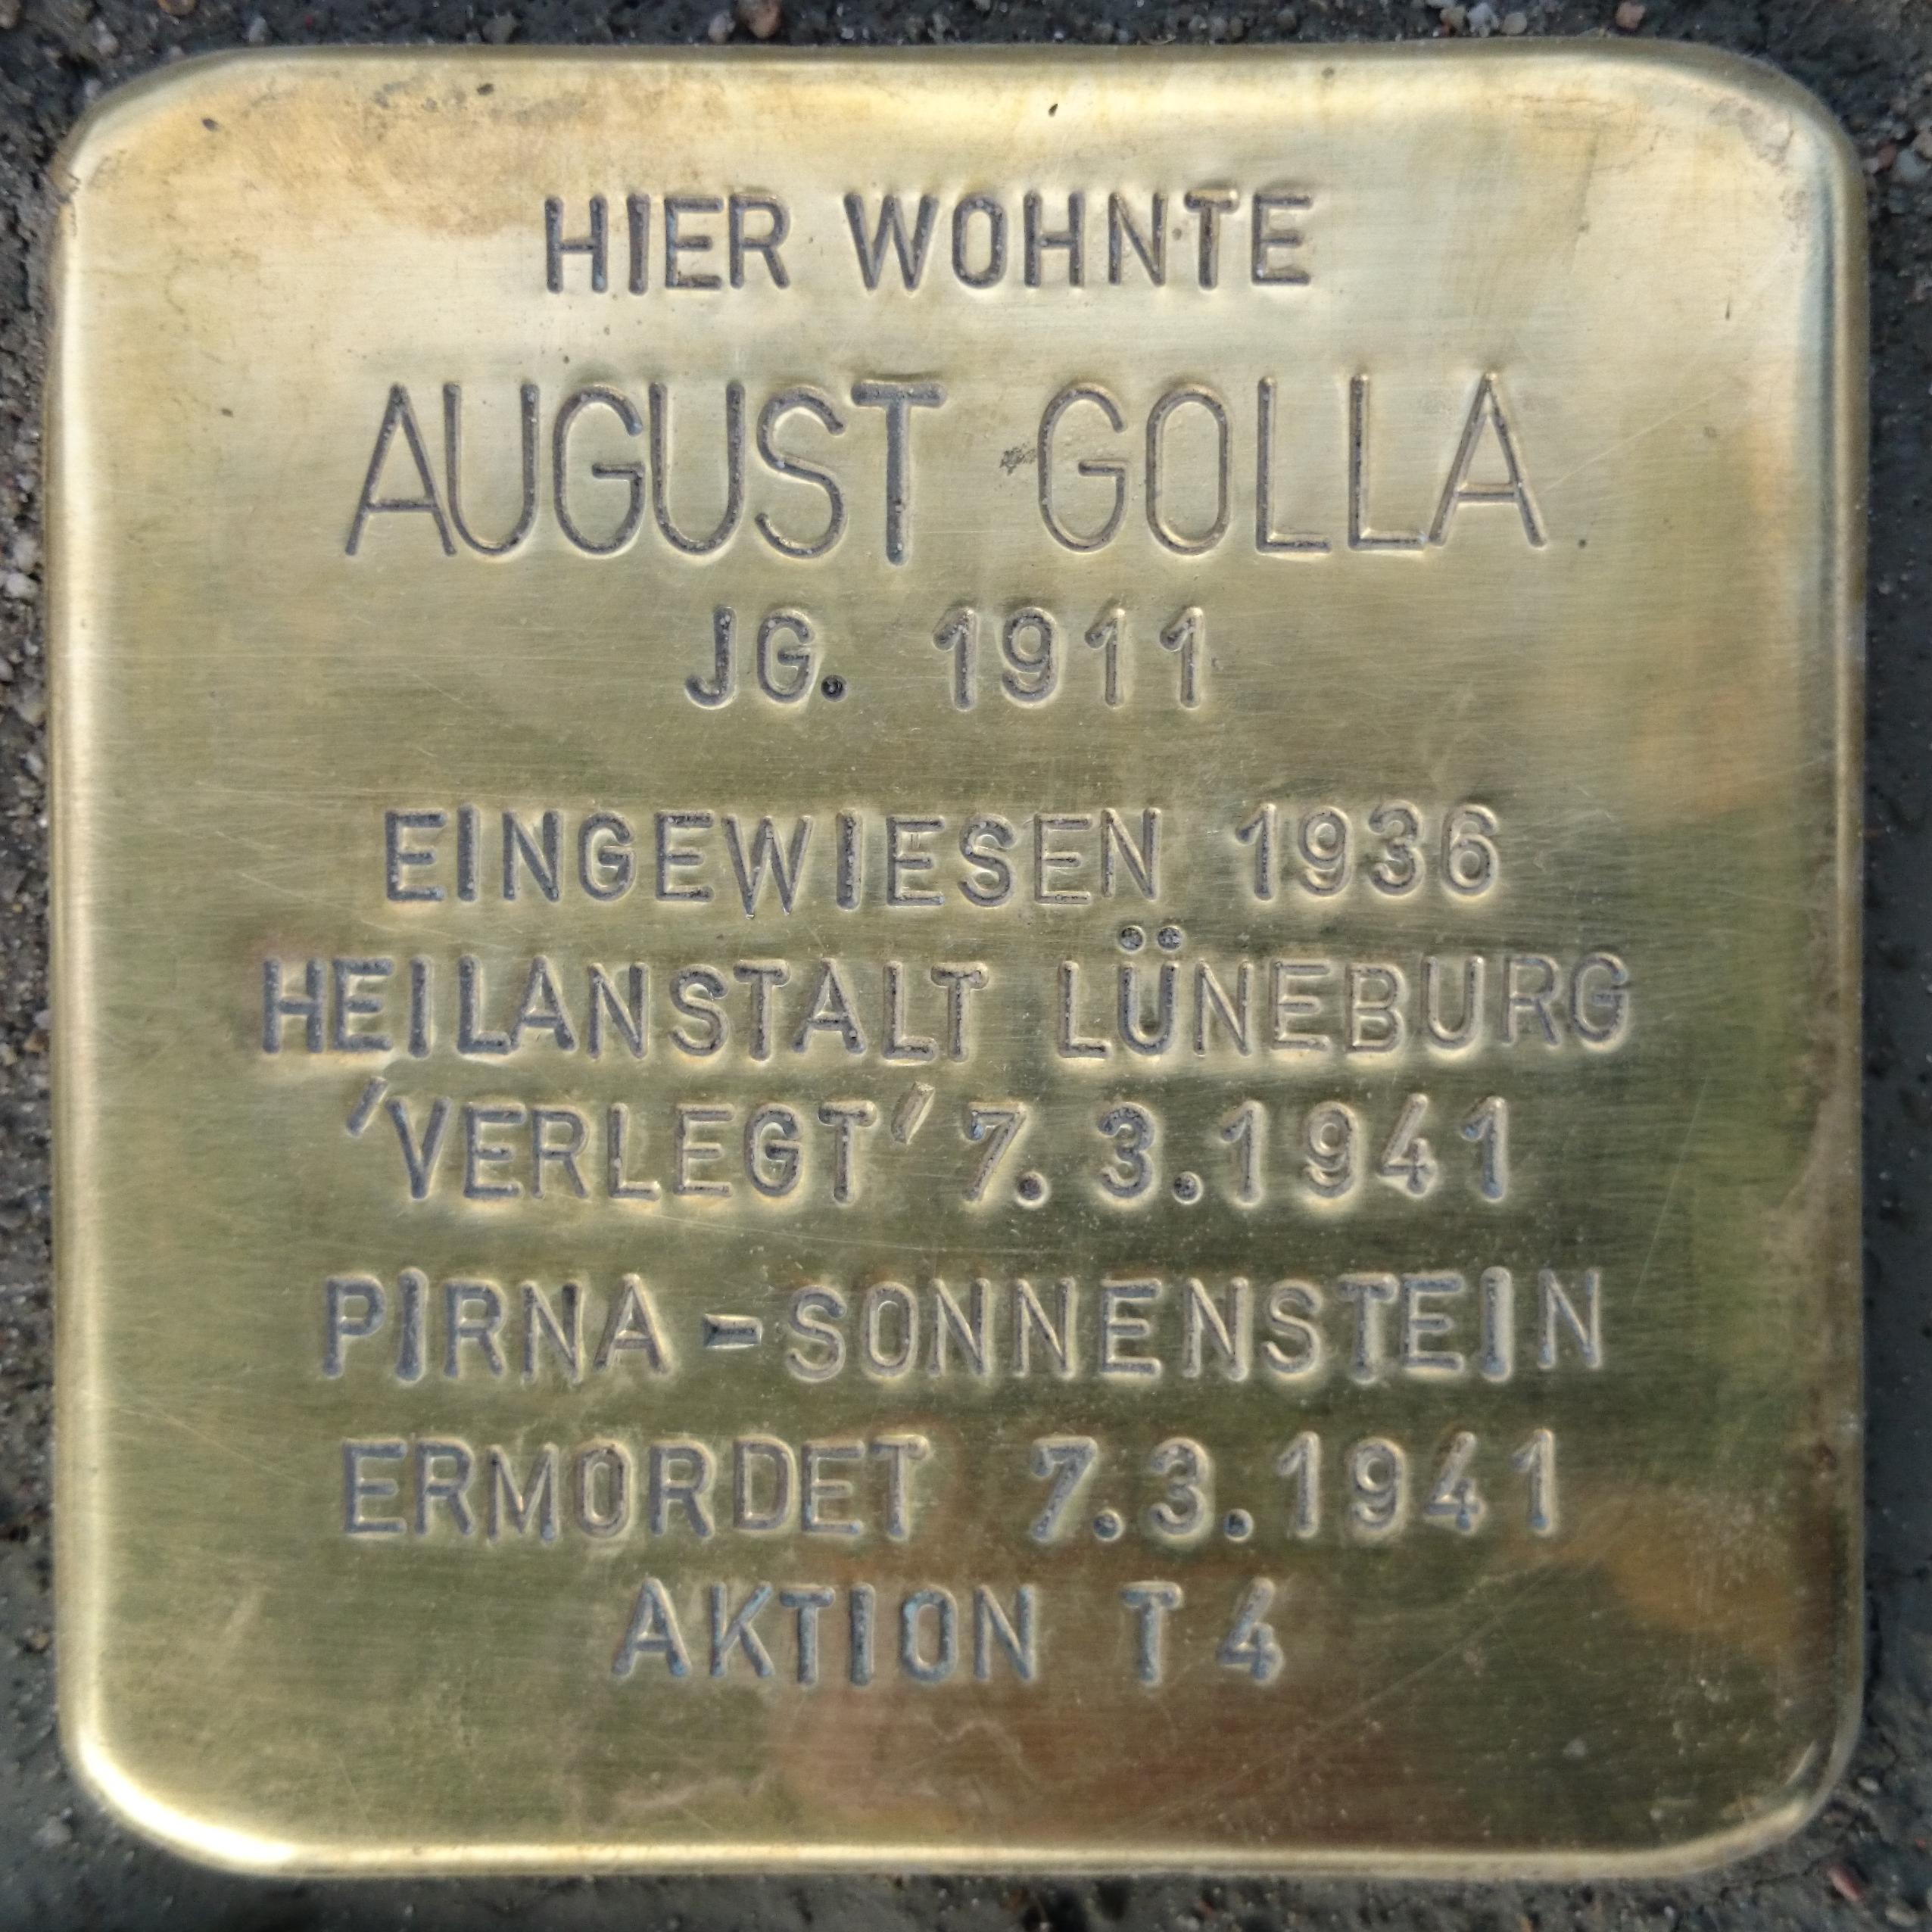 HIER WOHNTE
AUGUST GOLLA
JG. 1911
EINGEWIESEN 1936
HEILANSTALT LÜNEBURG
'VERLEGT' 7.3.1941
PIRNA-SONNENSTEIN
ERMORDET 7.3.1941
AKTION T4